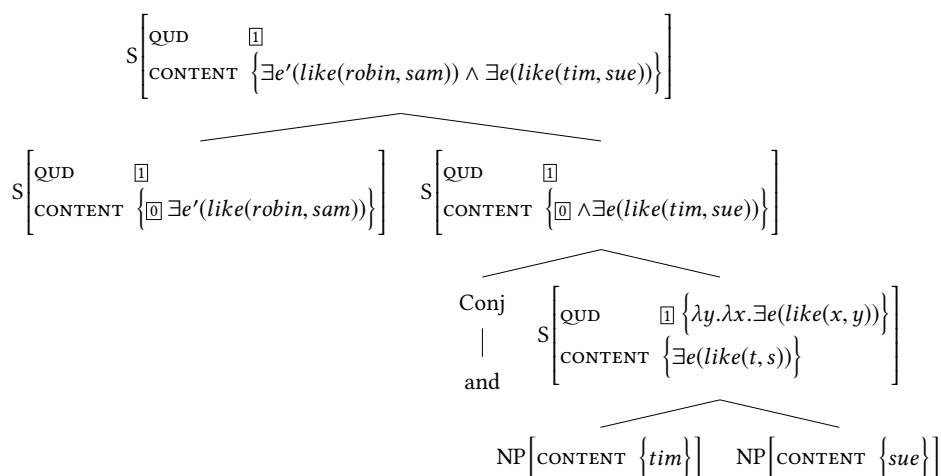 S[QUD 1
CONTENT {∃e′(like(robin, sam)) ∧ ∃e(like(tim, sue))}]
S[QUD 1
CONTENT {0 ∃e′(like(robin, sam))}]
S[QUD 1
CONTENT {0 ∧∃e(like(tim, sue))}]
Conj
and
S[QUD 1 {λy.λx.∃e(like(x, y))}
CONTENT {∃e(like(t, s))}]
NP[CONTENT {tim}] NP[CONTENT {sue}]